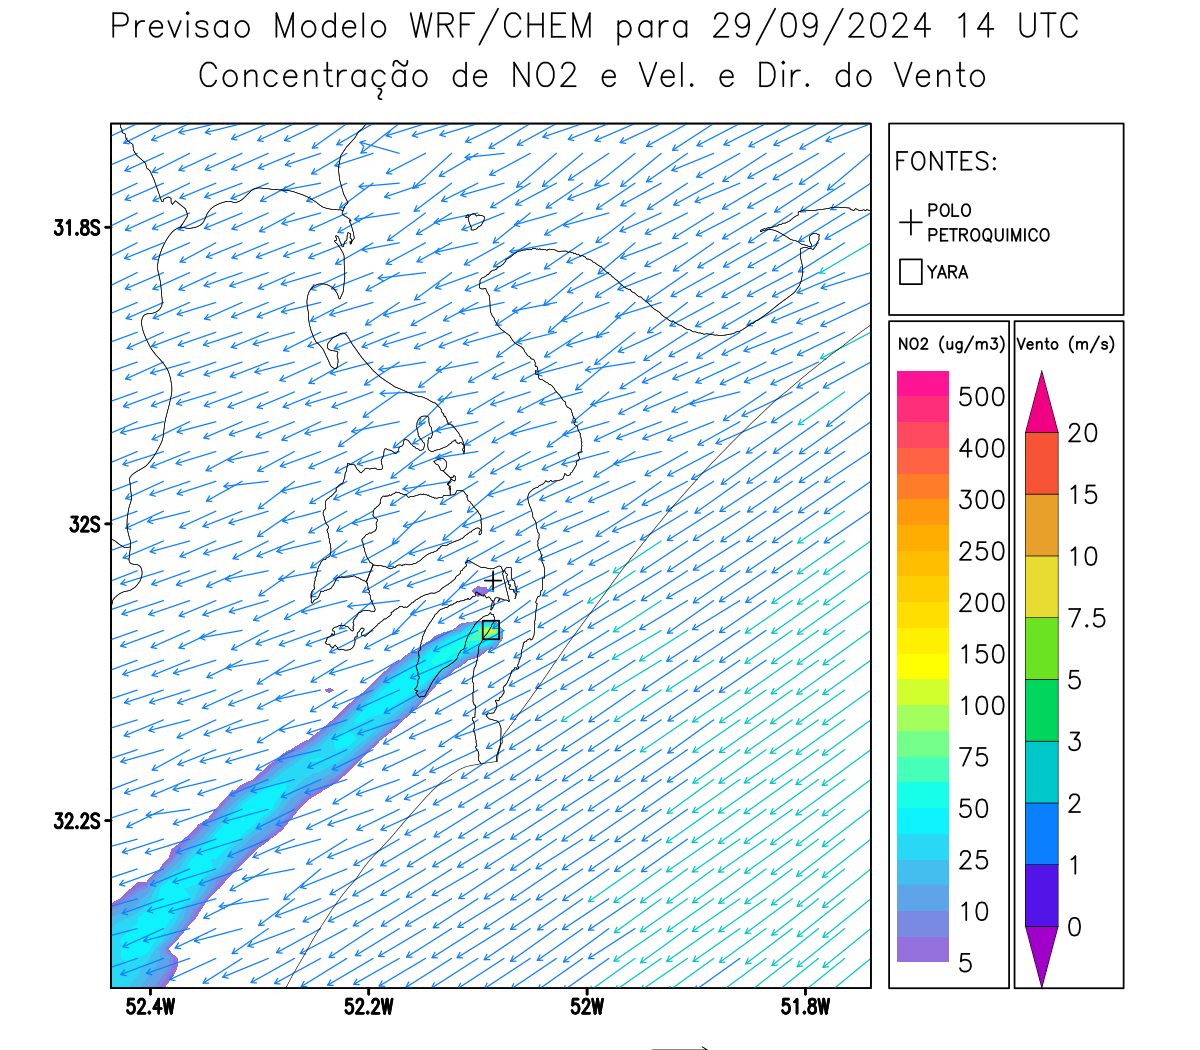 Previsao Modelo WRF/CHEM para 29/09/2024 14 UTC
Concentração de NO2 e Vel. e Dir. do Vento
FONTES:
POLO
PETROQUIMICO
YARA
NO2 (ug/m3)
500
400
300
250
200
150
100
75
50
25
10
5
Vento (m/s)
20
15
10
7.5
5
3
2
1
0
31.8S
32S
32.2S
52.4W
52.2W
52W
51.8W